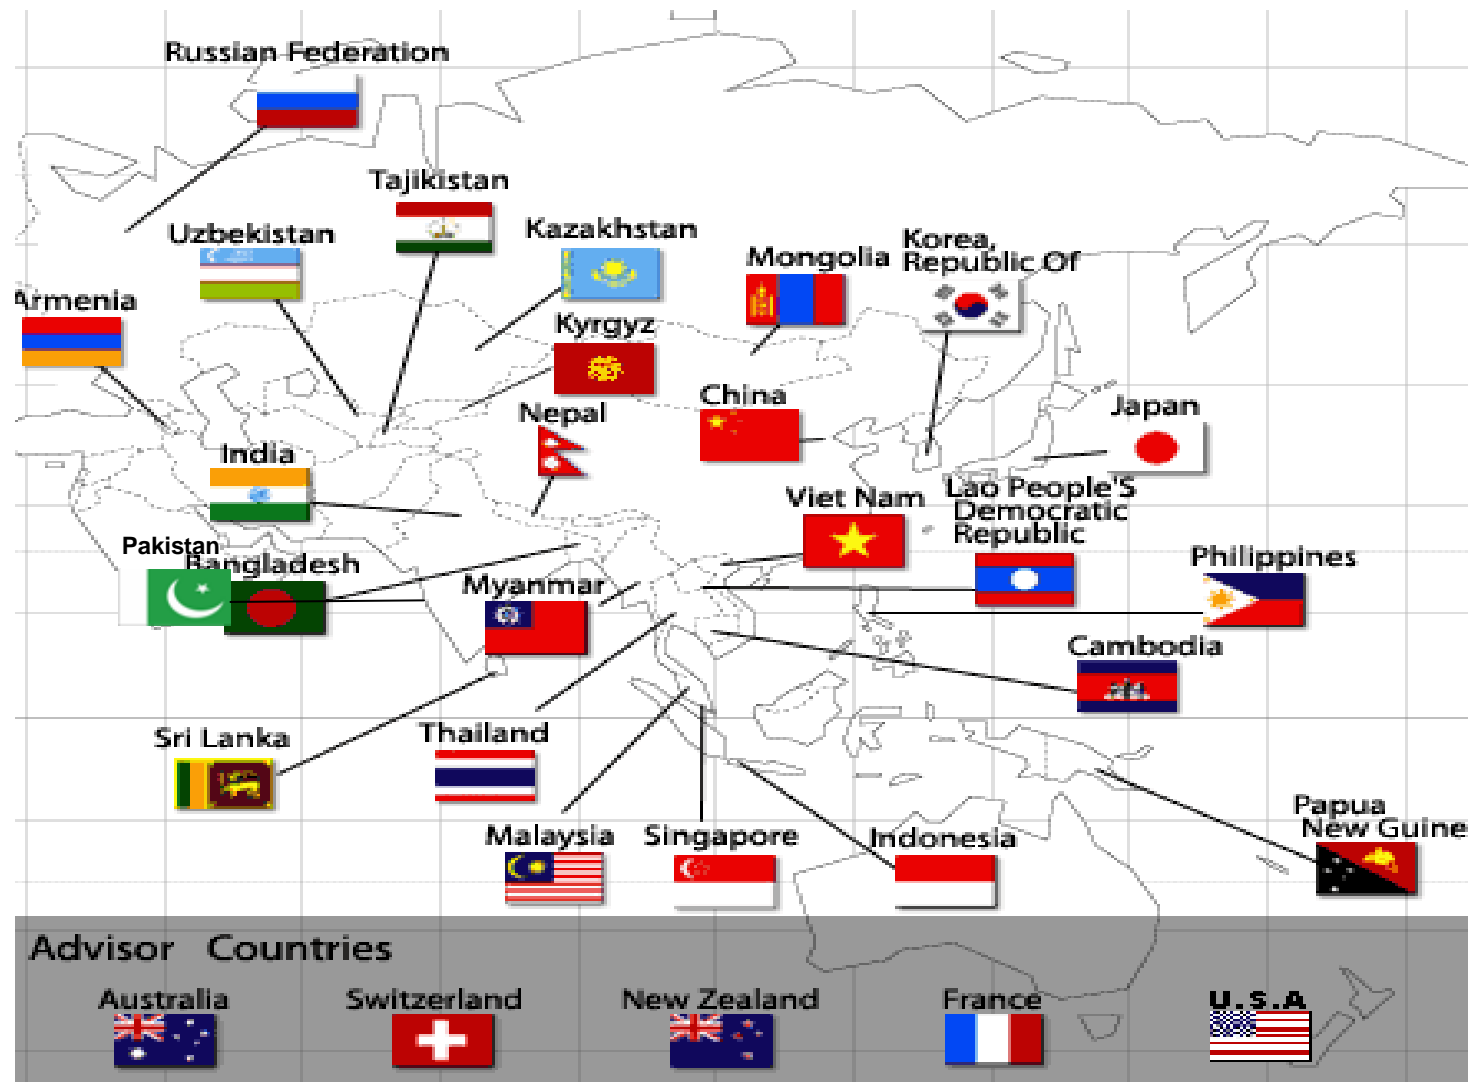 Russian Federation
Tajikistan
Uzbekistan
Kazakhstan
Korea,
Republic Of
Mongolia
Armenia
Kyrgyz
China
Japan
Nepal
India
Viet Nam
Lao People'S
Democratic
Republic
Pakistan
Bangladesh
Philippines
Myanmar
Cambodia
Sri Lanka
Thailand
Papua
New Guine
Malaysia
Singapore
Indonesia
Advisor Countries
Australia
Switzerland
New Zealand
France
U.S.A